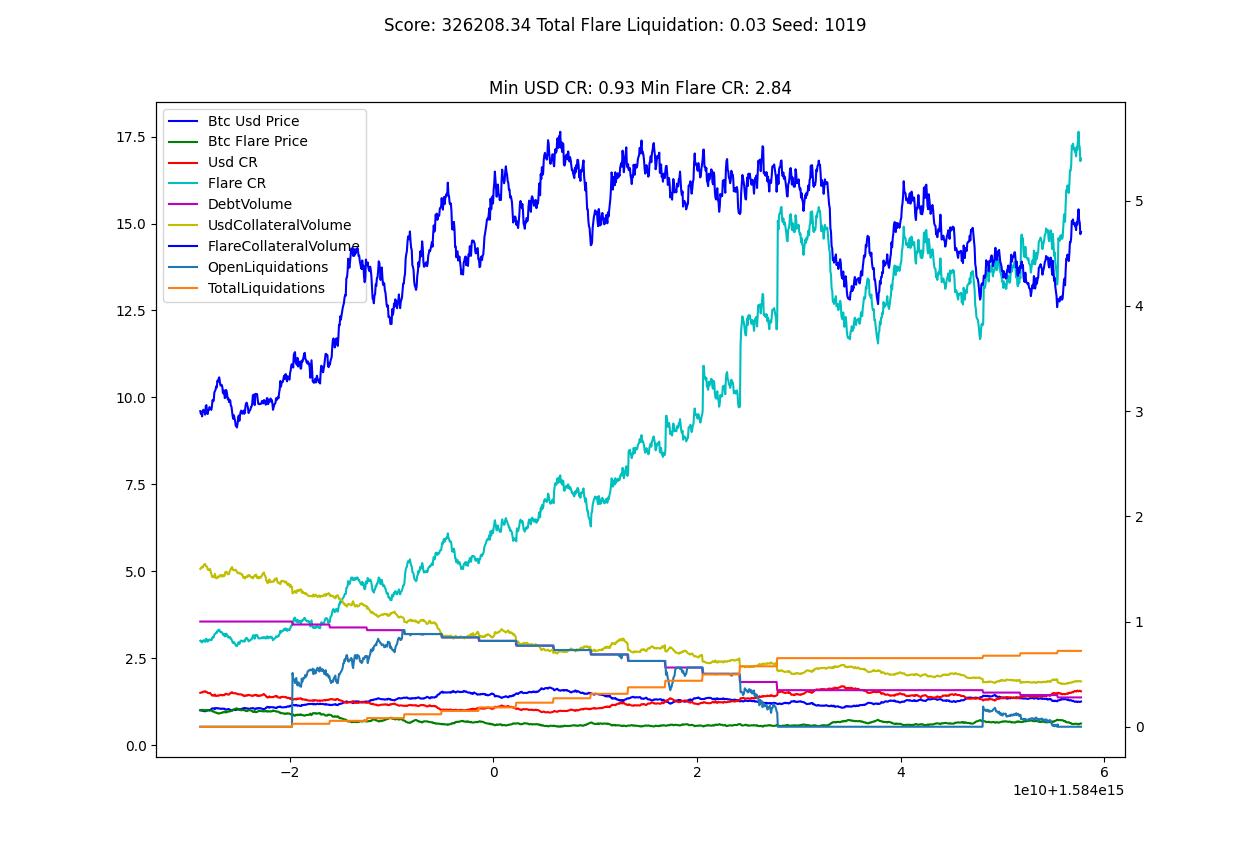 Score: 326208.34 Total Flare Liquidation: 0.03 Seed: 1019
Min USD CR: 0.93 Min Flare CR: 2.84
Btc Usd Price
Btc Flare Price
Usd CR
Flare CR
DebtVolume
UsdCollateralVolume
FlareCollateralVolume
OpenLiquidations
TotalLiquidations
17.5
15.0
12.5
10.0
7.5
5.0
2.5
0.0
5
4
3
2
1
0
−2
0
2
4
6
1e10+1.584e15